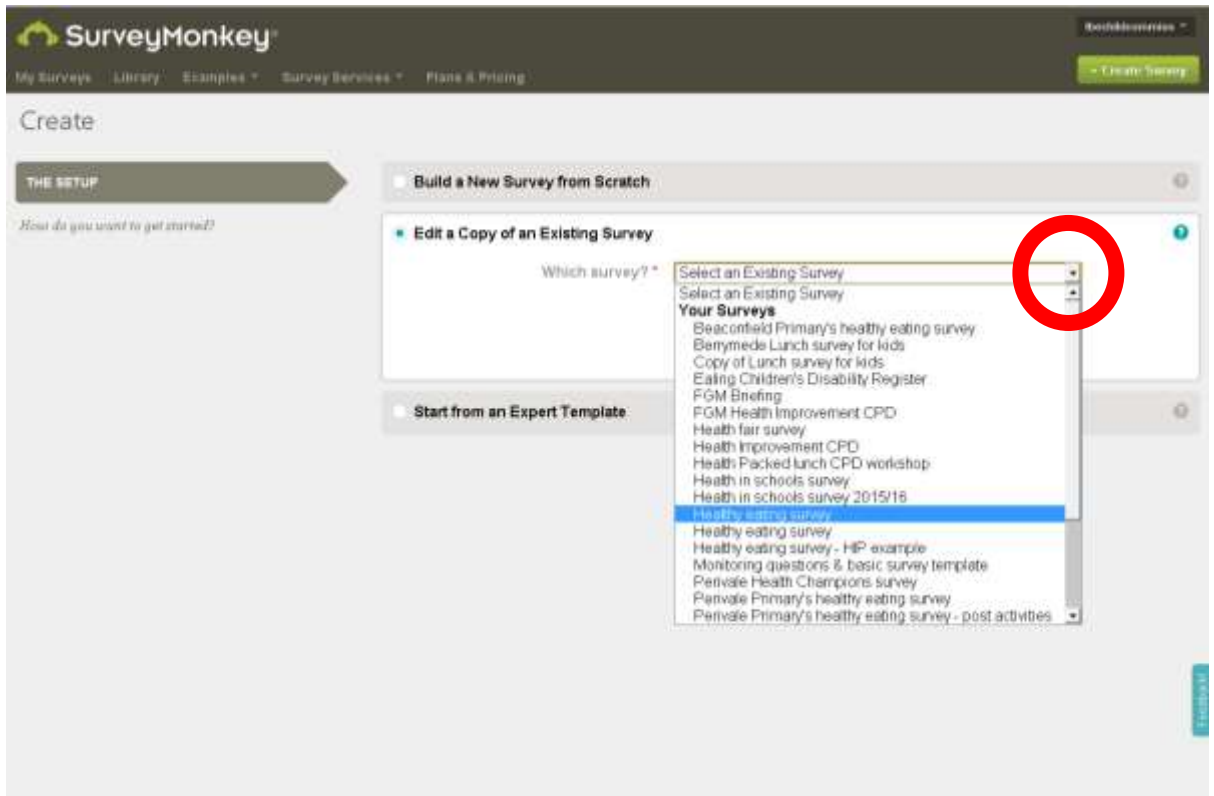 SurveyMonkey
My Surveys Library Examples Survey Services Plans & Pricing
+ Create Survey
Create
THE SETUP
How do you want to get started?
Build a New Survey from Scratch
Edit a Copy of an Existing Survey
Which survey? *
Select an Existing Survey
Select an Existing Survey
Your Surveys
Beaconfield Primary's healthy eating survey
Berrymede Lunch survey for kids
Copy of Lunch survey for kids
Ealing Children's Disability Register
FGM Briefing
FGM Health Improvement CPD
Health fair survey
Health Improvement CPD
Health Packed lunch CPD workshop
Health in schools survey
Health in schools survey 2015/16
Healthy eating survey
Healthy eating survey
Healthy eating survey - HIP example
Monitoring questions & basic survey template
Perivale Health Champions survey
Perivale Primary's healthy eating survey
Perivale Primary's healthy eating survey - post activities
Start from an Expert Template
Feedback!